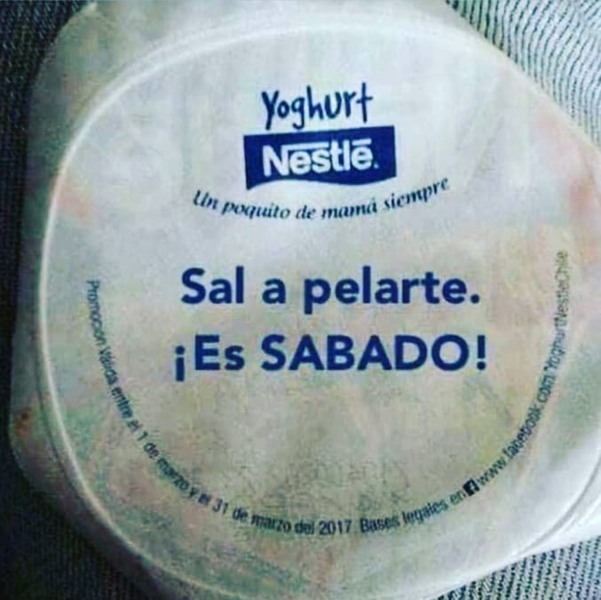 Yoghurt
Nestlé.
Un poquito de mamá siempre
Sal a pelarte.
¡Es SABADO!
Promoción Válida entre el 1 de marzo y el 31 de marzo del 2017. Bases legales en www.facebook.com/YoghurtNestleChile